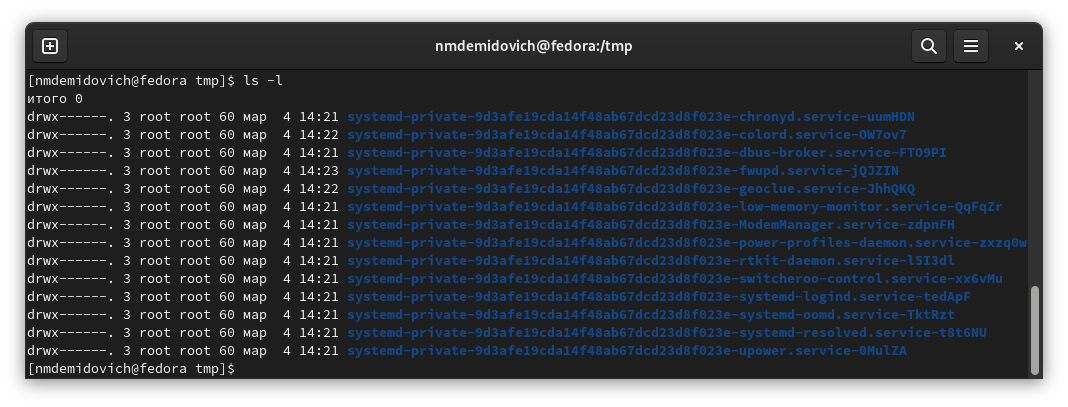 nmdemidovich@fedora:/tmp
[nmdemidovich@fedora tmp]$ ls -l
итого 0
drwx------. 3 root root 60 мар  4 14:21 systemd-private-9d3afe19cda14f48ab67dcd23d8f023e-chronyd.service-uumHDN
drwx------. 3 root root 60 мар  4 14:22 systemd-private-9d3afe19cda14f48ab67dcd23d8f023e-colord.service-OW7ov7
drwx------. 3 root root 60 мар  4 14:21 systemd-private-9d3afe19cda14f48ab67dcd23d8f023e-dbus-broker.service-FTO9PI
drwx------. 3 root root 60 мар  4 14:23 systemd-private-9d3afe19cda14f48ab67dcd23d8f023e-fwupd.service-jQJZIN
drwx------. 3 root root 60 мар  4 14:22 systemd-private-9d3afe19cda14f48ab67dcd23d8f023e-geoclue.service-JhhQKQ
drwx------. 3 root root 60 мар  4 14:21 systemd-private-9d3afe19cda14f48ab67dcd23d8f023e-low-memory-monitor.service-QqFqZr
drwx------. 3 root root 60 мар  4 14:21 systemd-private-9d3afe19cda14f48ab67dcd23d8f023e-ModemManager.service-zdpnFH
drwx------. 3 root root 60 мар  4 14:21 systemd-private-9d3afe19cda14f48ab67dcd23d8f023e-power-profiles-daemon.service-zxzq0w
drwx------. 3 root root 60 мар  4 14:21 systemd-private-9d3afe19cda14f48ab67dcd23d8f023e-rtkit-daemon.service-l5I3dl
drwx------. 3 root root 60 мар  4 14:21 systemd-private-9d3afe19cda14f48ab67dcd23d8f023e-switcheroo-control.service-xx6vMu
drwx------. 3 root root 60 мар  4 14:21 systemd-private-9d3afe19cda14f48ab67dcd23d8f023e-systemd-logind.service-tedApF
drwx------. 3 root root 60 мар  4 14:21 systemd-private-9d3afe19cda14f48ab67dcd23d8f023e-systemd-oomd.service-TktRzt
drwx------. 3 root root 60 мар  4 14:21 systemd-private-9d3afe19cda14f48ab67dcd23d8f023e-systemd-resolved.service-t8t6NU
drwx------. 3 root root 60 мар  4 14:21 systemd-private-9d3afe19cda14f48ab67dcd23d8f023e-upower.service-0MulZA
[nmdemidovich@fedora tmp]$